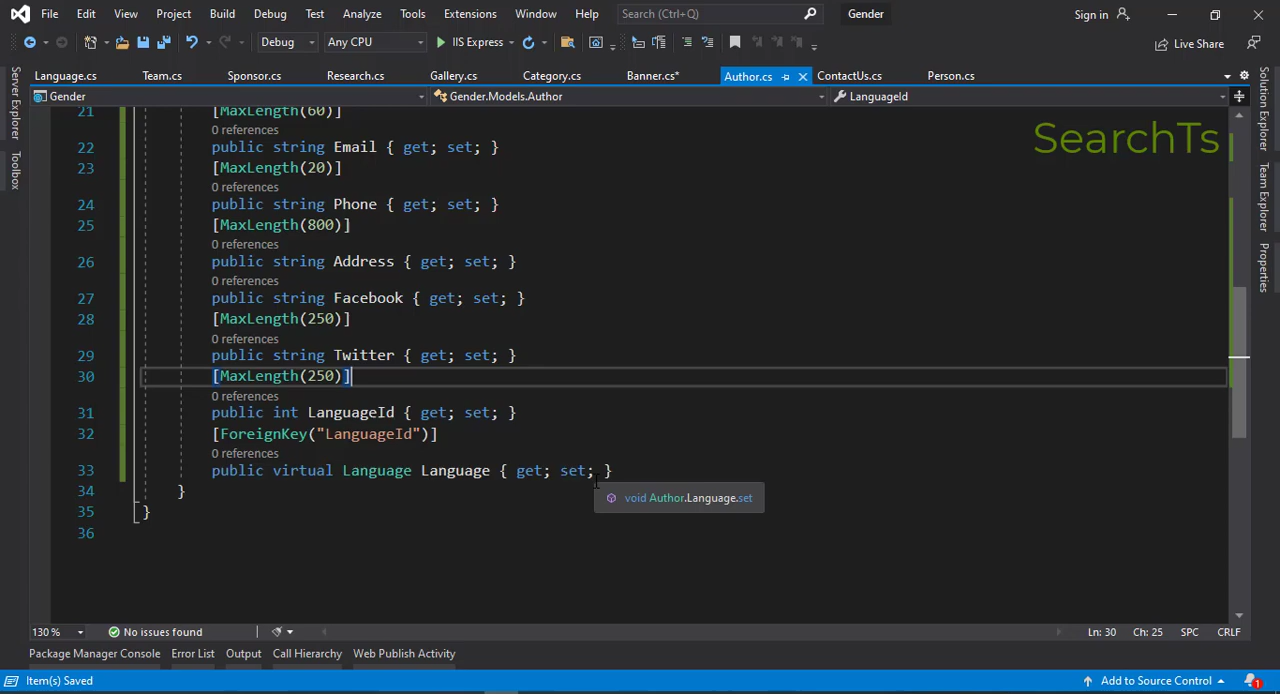 File Edit View Project Build Debug Test Analyze Tools Extensions Window Help Search (Ctrl+Q) Gender Sign in
Debug Any CPU IIS Express Live Share
Language.cs Team.cs Sponsor.cs Research.cs Gallery.cs Category.cs Banner.cs* Author.cs ContactUs.cs Person.cs
Gender Gender.Models.Author LanguageId
Server Explorer
Toolbox
Solution Explorer
Team Explorer
Properties
SearchTs
21 [MaxLength(60)]
0 references
22 public string Email { get; set; }
23 [MaxLength(20)]
0 references
24 public string Phone { get; set; }
25 [MaxLength(800)]
0 references
26 public string Address { get; set; }
0 references
27 public string Facebook { get; set; }
28 [MaxLength(250)]
0 references
29 public string Twitter { get; set; }
30 [MaxLength(250)]
0 references
31 public int LanguageId { get; set; }
32 [ForeignKey("LanguageId")]
0 references
33 public virtual Language Language { get; set; }
void Author.Language.set
34 }
35 }
36
130 % No issues found Ln: 30 Ch: 25 SPC CRLF
Package Manager Console Error List Output Call Hierarchy Web Publish Activity
Item(s) Saved Add to Source Control 1